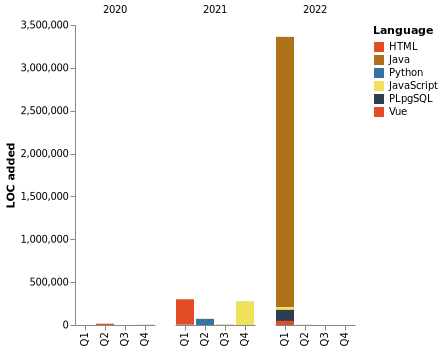 2020 2021 2022
Language
HTML
Java
Python
JavaScript
PLpgSQL
Vue
LOC added
3,500,000
3,000,000
2,500,000
2,000,000
1,500,000
1,000,000
500,000
0
Q1 Q2 Q3 Q4 Q1 Q2 Q3 Q4 Q1 Q2 Q3 Q4